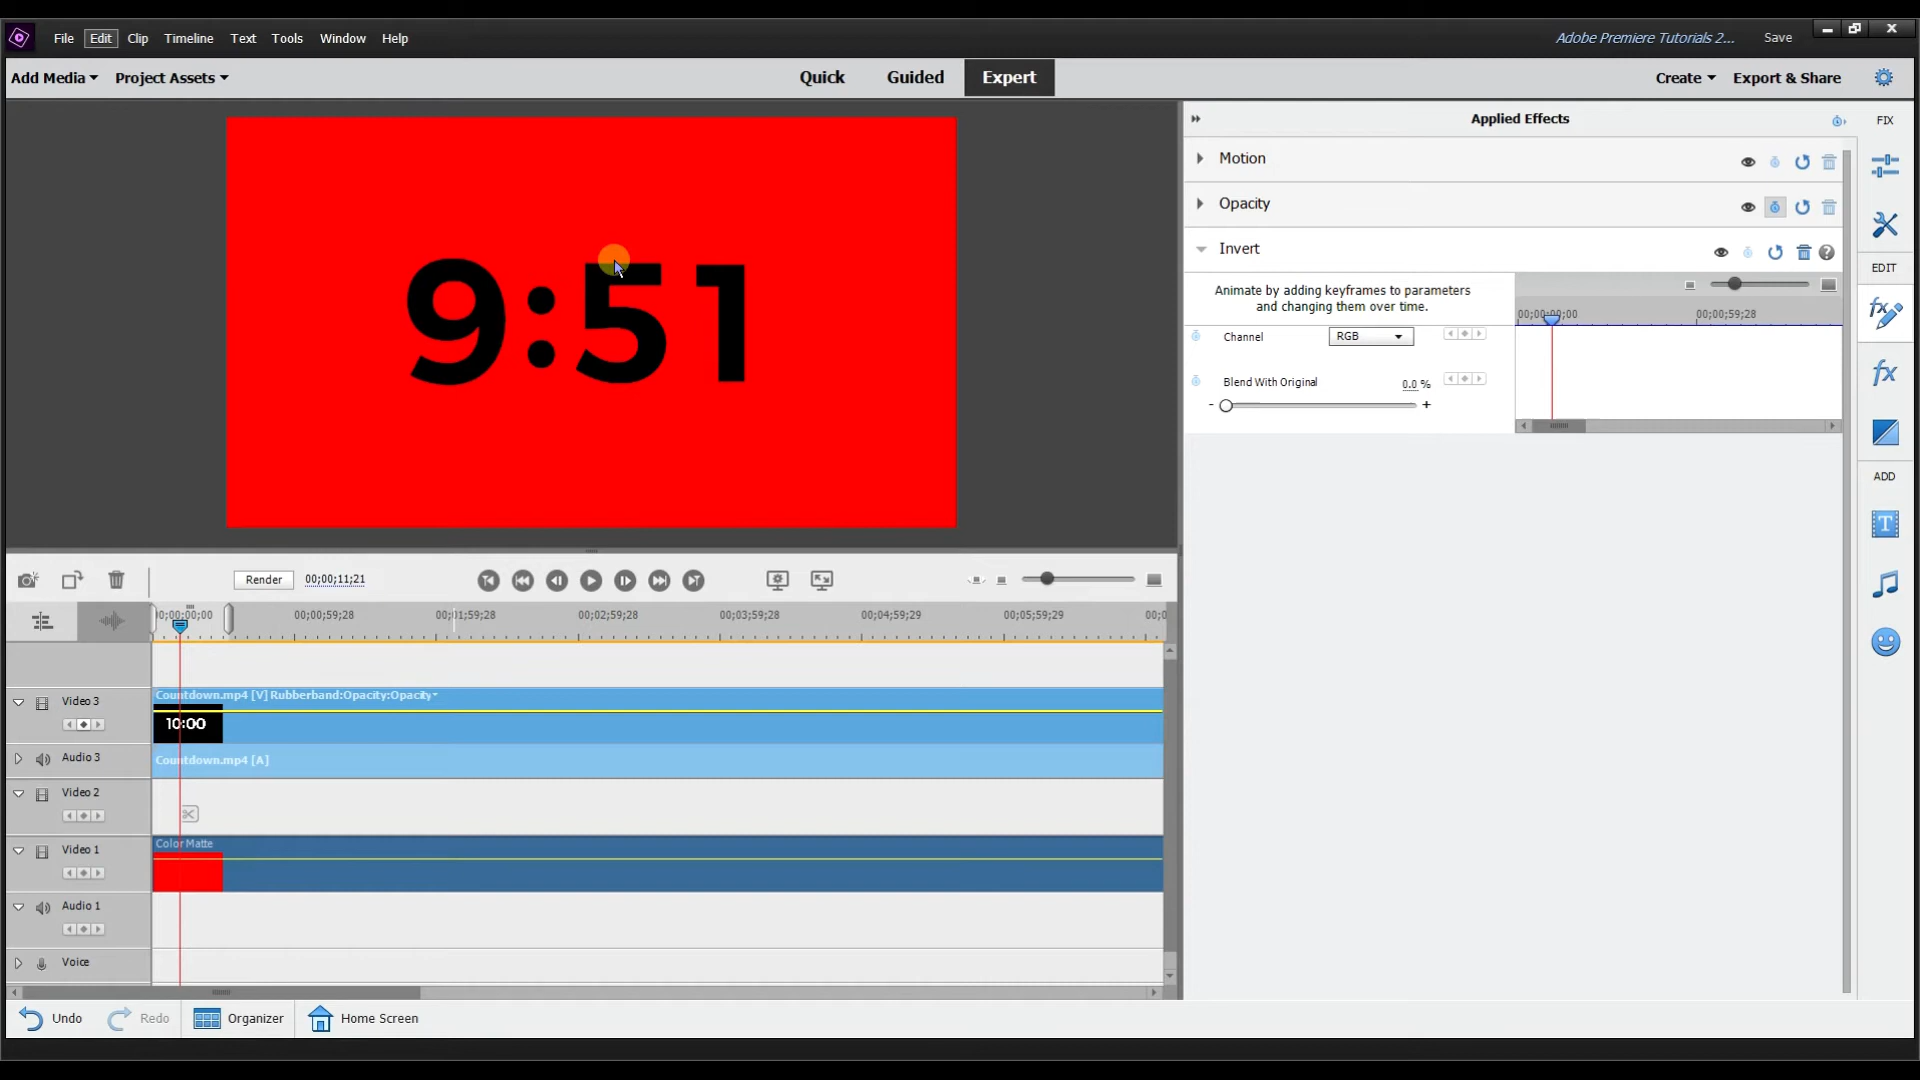 File Edit Clip Timeline Text Tools Window Help
Adobe Premiere Tutorials 2... Save
Add Media Project Assets
Quick Guided Expert
Create Export & Share
Applied Effects
FIX
Motion
Opacity
Invert
Animate by adding keyframes to parameters
and changing them over time.
00;00;00;00 00;00;59;28
Channel RGB
Blend With Original 0.0 %
- +
EDIT
fx
ADD
T
9:51
Render 00;00;11;21
00;00;00;00 00;00;59;28 00;01;59;28 00;02;59;28 00;03;59;28 00;04;59;29 00;05;59;29
Video 3
Countdown.mp4 [V] Rubberband:Opacity:Opacity
10:00
Audio 3
Countdown.mp4 [A]
Video 2
Video 1
Color Matte
Audio 1
Voice
Undo Redo Organizer Home Screen